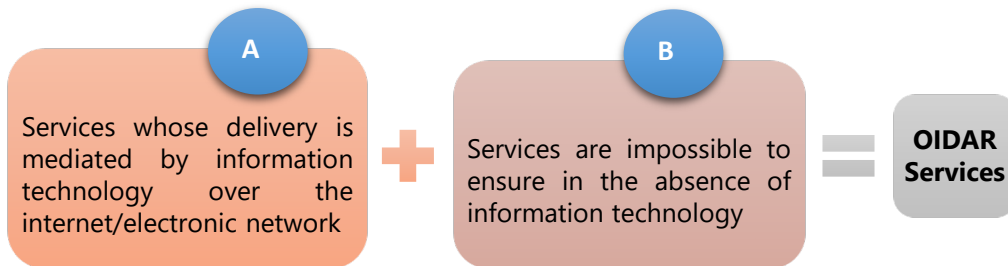 A
Services whose delivery is
mediated by information
technology over the
internet/electronic network
B
Services are impossible to
ensure in the absence of
information technology
OIDAR
Services